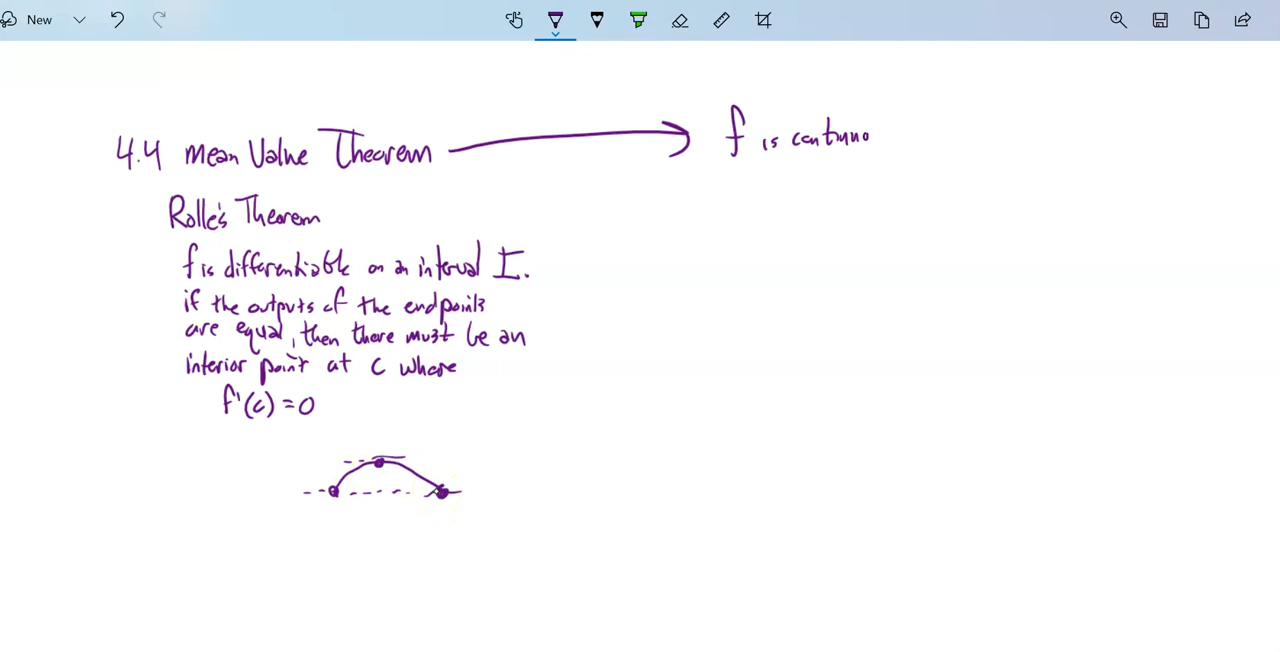 New
4.4 Mean Value Theorem
f is continuo
Rolle's Theorem
f is differentiable on an interval I.
if the outputs of the endpoints
are equal, then there must be an
interior point at c where
f'(c) = 0